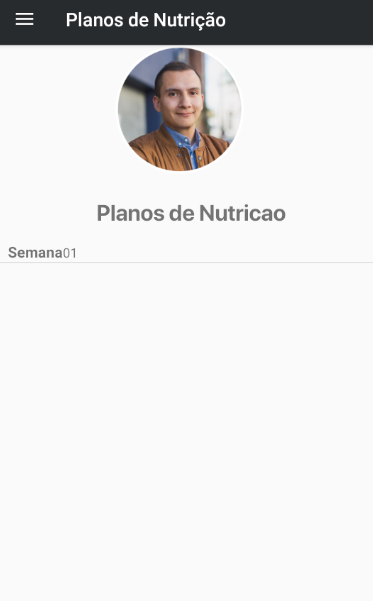 Planos de Nutrição
Planos de Nutricao
Semana01